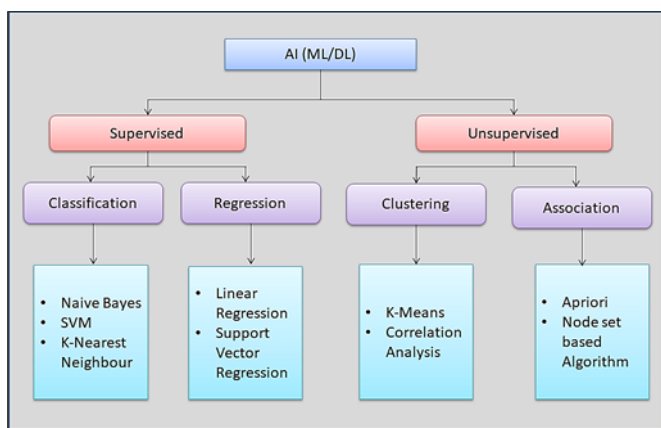 AI (ML/DL)
Supervised
Unsupervised
Classification
Regression
Clustering
Association
• Naive Bayes
• SVM
• K-Nearest
Neighbour
• Linear
Regression
• Support
Vector
Regression
• K-Means
• Correlation
Analysis
• Apriori
• Node set
based
Algorithm